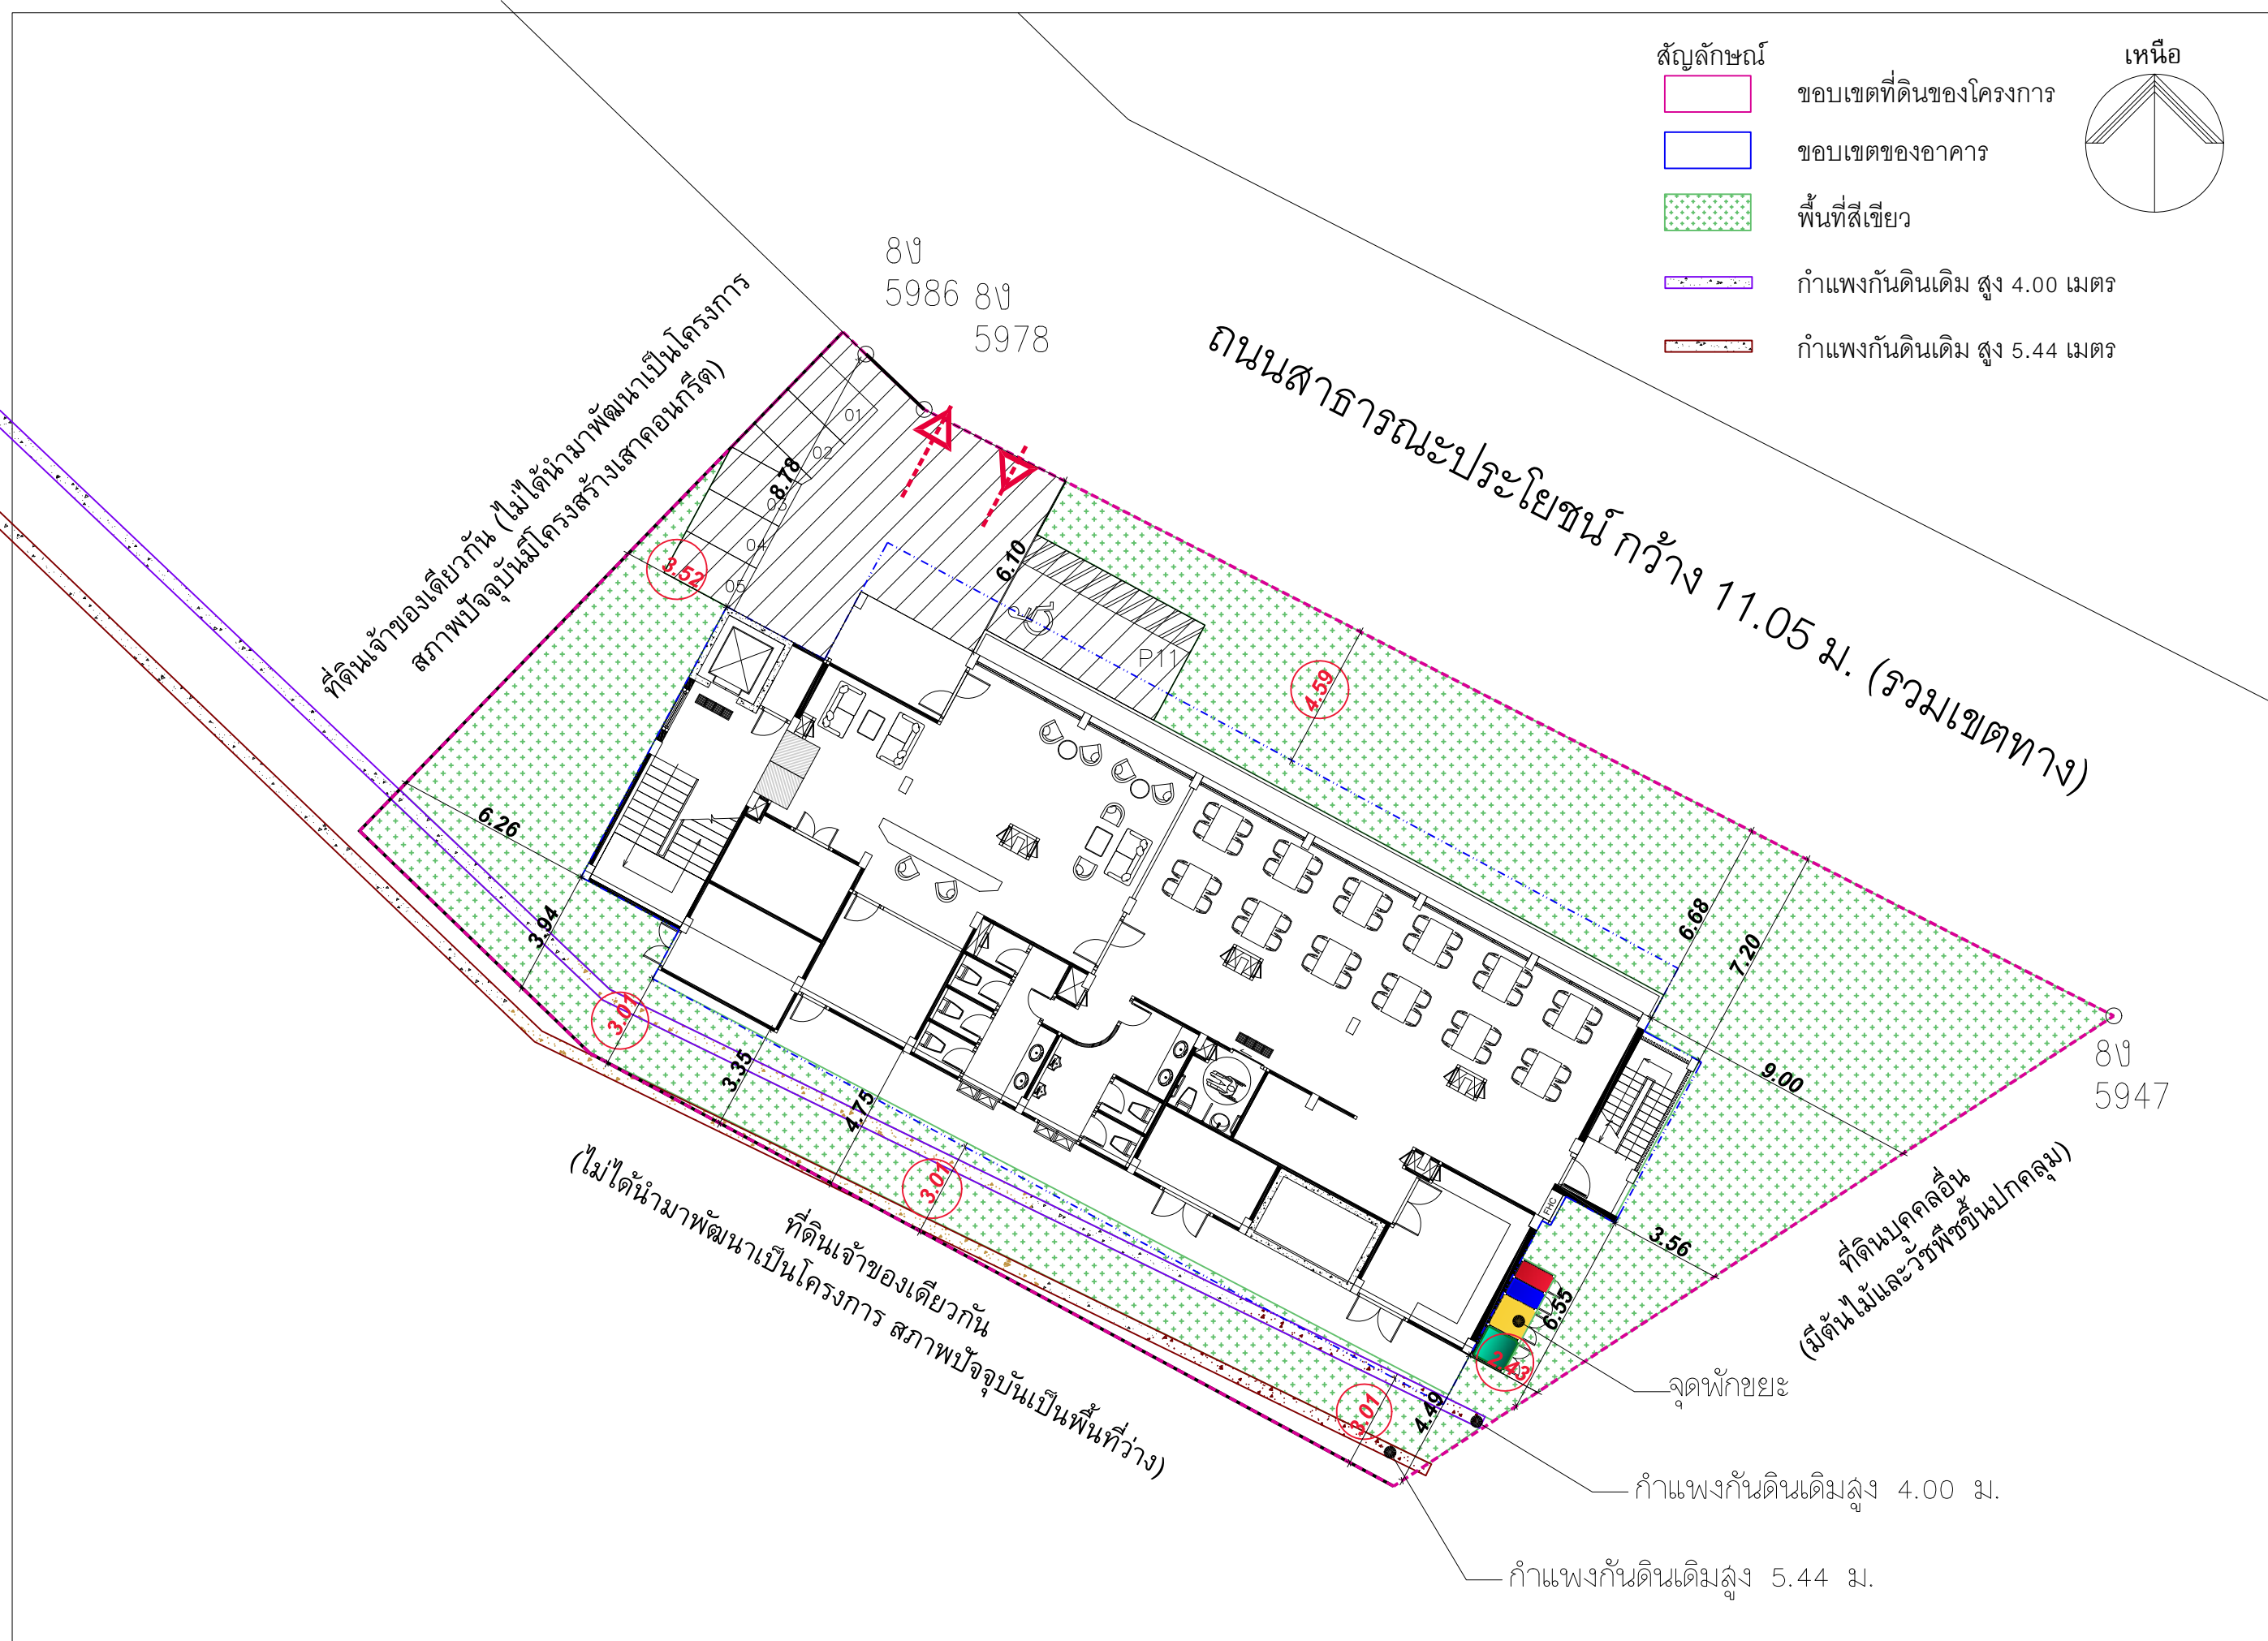 สัญลักษณ์
เหนือ
ขอบเขตที่ดินของโครงการ
ขอบเขตของอาคาร
พื้นที่สีเขียว
กำแพงกันดินเดิม สูง 4.00 เมตร
กำแพงกันดินเดิม สูง 5.44 เมตร
8ง
5986
8ง
5978
ถนนสาธารณะประโยชน์ กว้าง 11.05 ม. (รวมเขตทาง)
ที่ดินเจ้าของเดียวกัน (ไม่ได้นำมาพัฒนาเป็นโครงการ
สภาพปัจจุบันมีโครงสร้างเสาคอนกรีต)
01
02
8.78
03
04
05
3.52
6.10
P11
4.59
6.26
3.94
6.68
7.20
3.01
3.35
4.75
3.01
9.00
8ง
5947
FHC
3.56
6.55
2.43
3.01
4.49
ที่ดินบุคคลอื่น
(มีต้นไม้และวัชพืชขึ้นปกคลุม)
ที่ดินเจ้าของเดียวกัน
(ไม่ได้นำมาพัฒนาเป็นโครงการ สภาพปัจจุบันเป็นพื้นที่ว่าง)
จุดพักขยะ
กำแพงกันดินเดิมสูง 4.00 ม.
กำแพงกันดินเดิมสูง 5.44 ม.